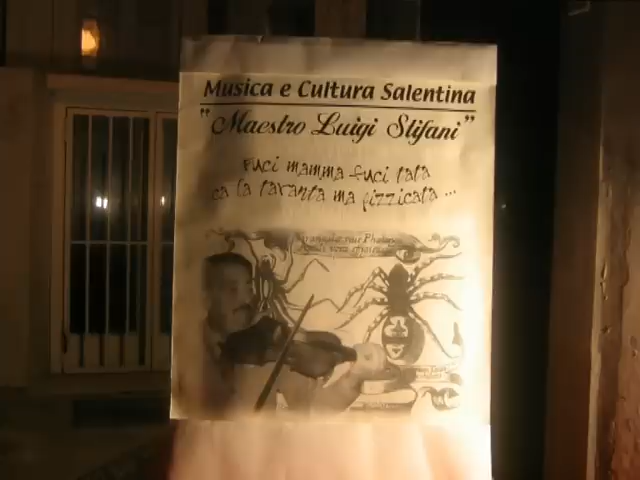 Musica e Cultura Salentina
"Maestro Luigi Stifani"
fuci mamma fuci tata
ca la taranta ma pizzicata ...